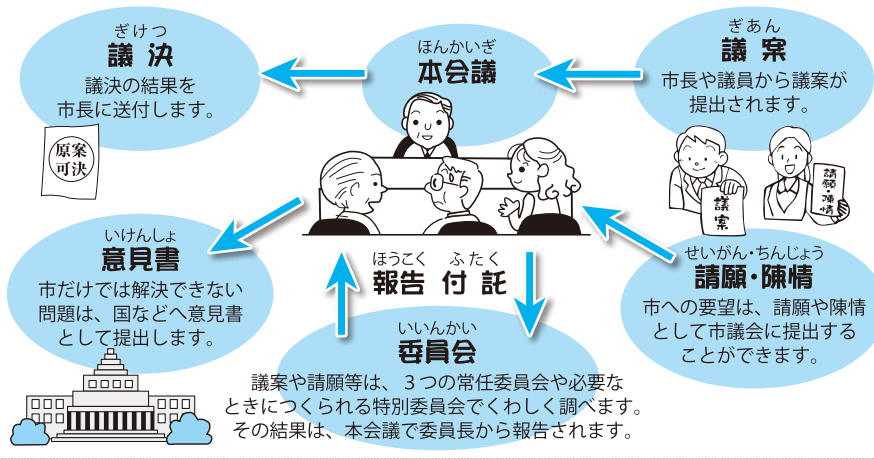 ぎけつ
議決
議決の結果を
市長に送付します。
原案
可決
ほんかいぎ
本会議
ぎあん
議案
市長や議員から議案が
提出されます。
議案
請願・陳情
いけんしょ
意見書
市だけでは解決できない
問題は、国などへ意見書
として提出します。
ほうこく ふたく
報告 付託
せいがん・ちんじょう
請願・陳情
市への要望は、請願や陳情
として市議会に提出する
ことができます。
いいんかい
委員会
議案や請願等は、３つの常任委員会や必要な
ときにつくられる特別委員会でくわしく調べます。
その結果は、本会議で委員長から報告されます。